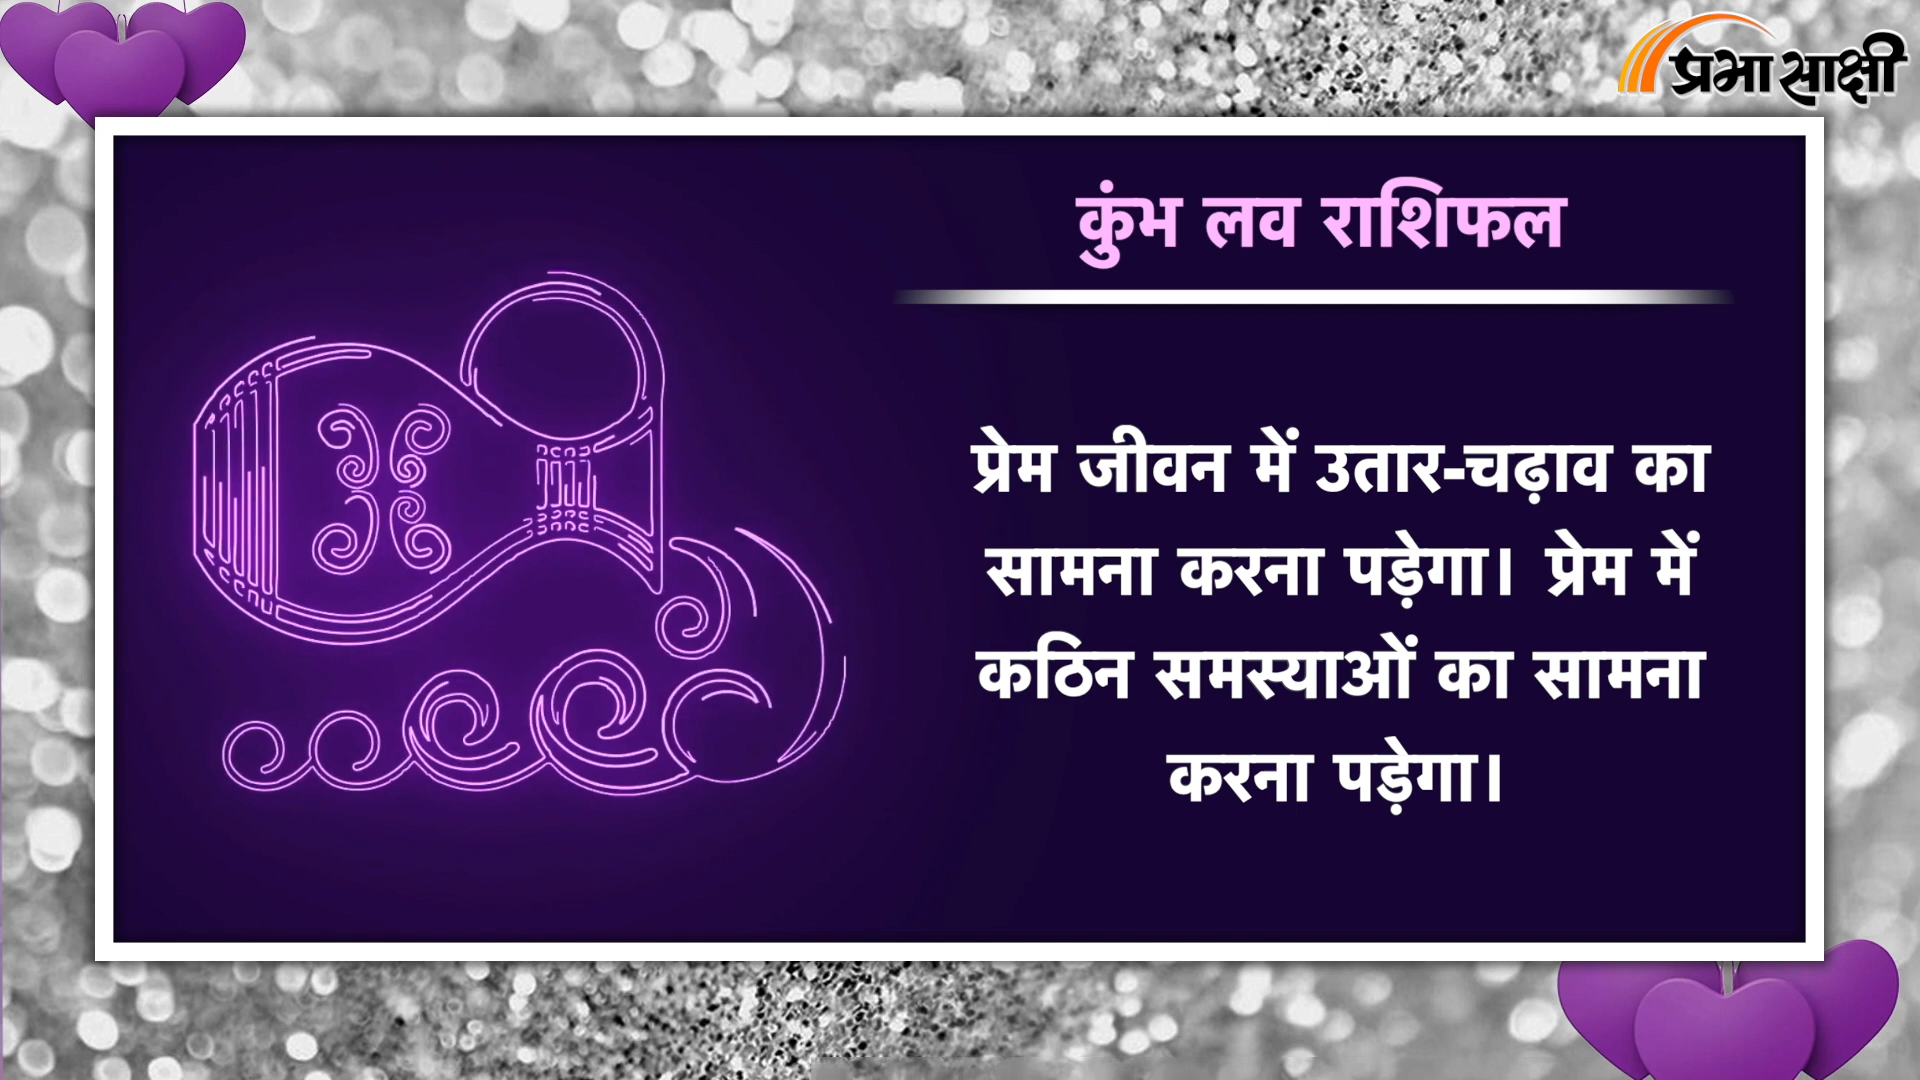 प्रभा साक्षी
कुंभ लव राशिफल
प्रेम जीवन में उतार-चढ़ाव का
सामना करना पड़ेगा। प्रेम में
कठिन समस्याओं का सामना
करना पड़ेगा।